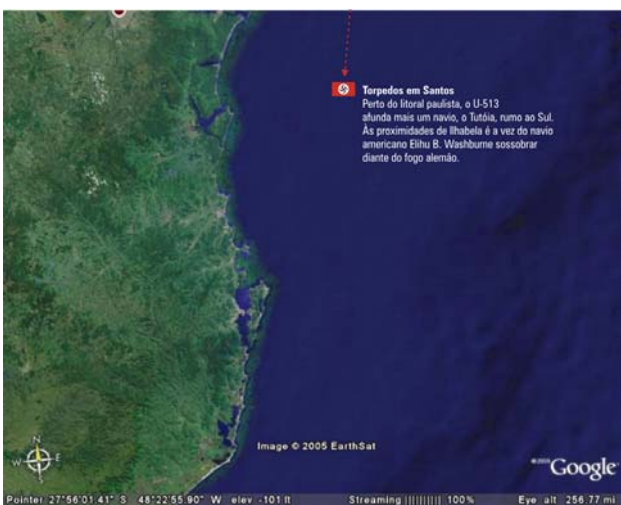 Torpedos em Santos
Perto do litoral paulista, o U-513
afunda mais um navio, o Tutóia, rumo ao Sul.
Às proximidades de Ilhabela é a vez do navio
americano Elihu B. Washburne sossobrar
diante do fogo alemão.
N
W E
Image © 2005 EarthSat
Google
Pointer 27°56'01.41" S 48°22'55.90" W elev -101 ft Streaming |||||||||| 100% Eye alt 256.77 mi